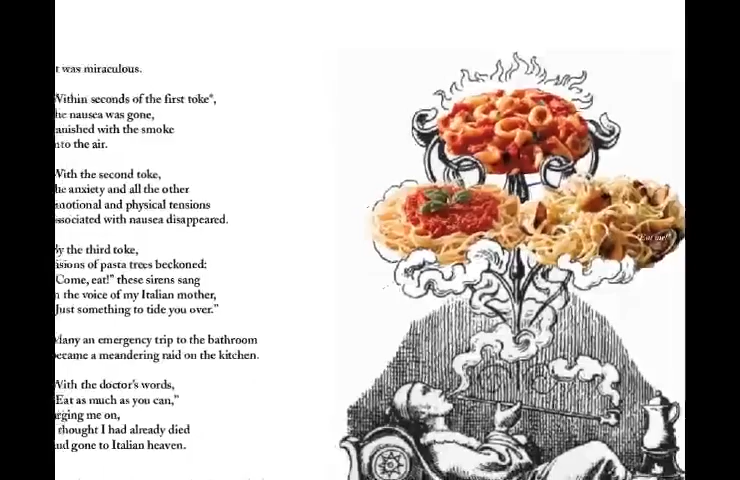 t was miraculous.
Within seconds of the first toke*,
he nausea was gone,
anished with the smoke
nto the air.
With the second toke,
he anxiety and all the other
motional and physical tensions
ssociated with nausea disappeared.
By the third toke,
isions of pasta trees beckoned:
"Come, eat!" these sirens sang
n the voice of my Italian mother,
Just something to tide you over."
Many an emergency trip to the bathroom
ecame a meandering raid on the kitchen.
With the doctor's words,
"Eat as much as you can,"
rging me on,
thought I had already died
nd gone to Italian heaven.
"Eat me!"